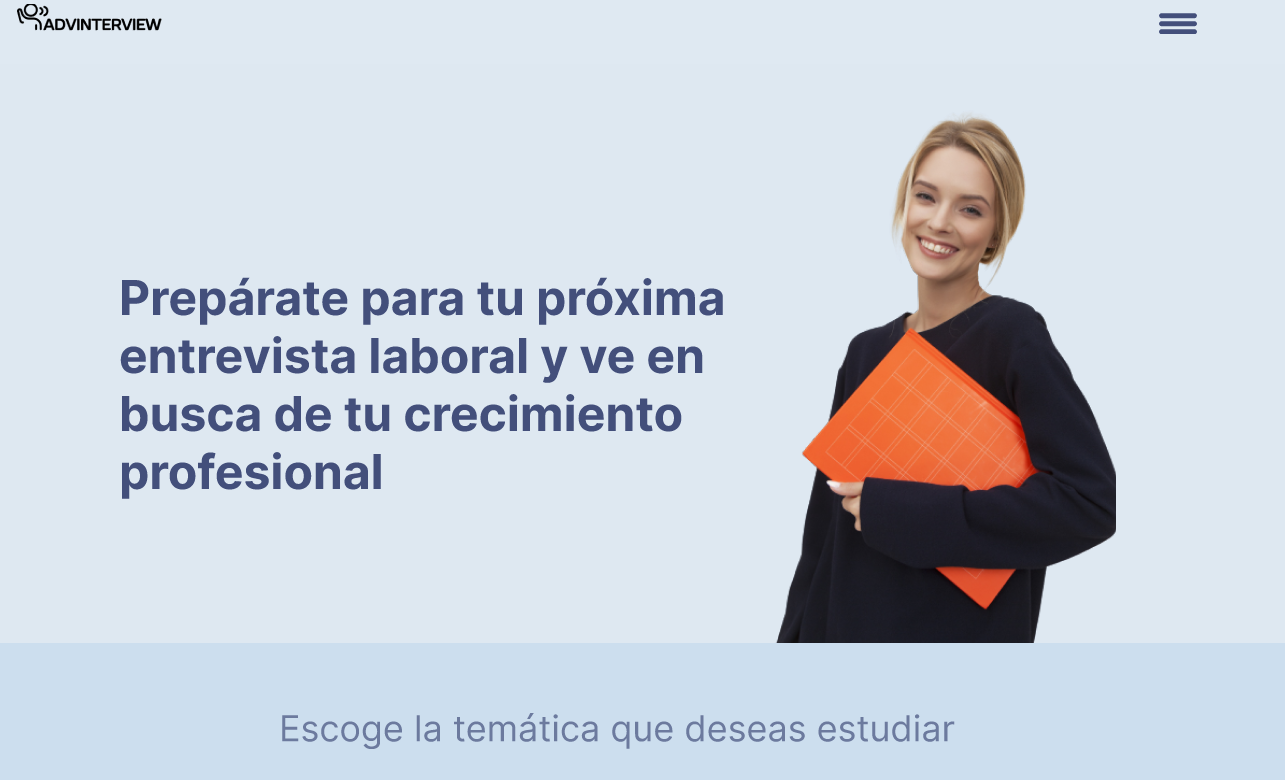 ADVINTERVIEW
Prepárate para tu próxima
entrevista laboral y ve en
busca de tu crecimiento
profesional
Escoge la temática que deseas estudiar